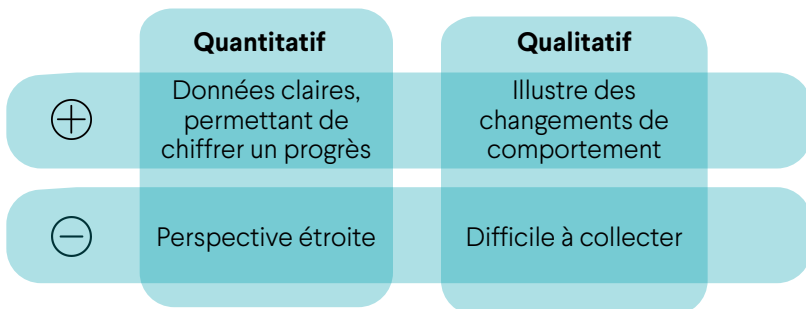 Quantitatif
Qualitatif
Données claires,
permettant de
chiffrer un progrès
Illustre des
changements de
comportement
Perspective étroite
Difficile à collecter